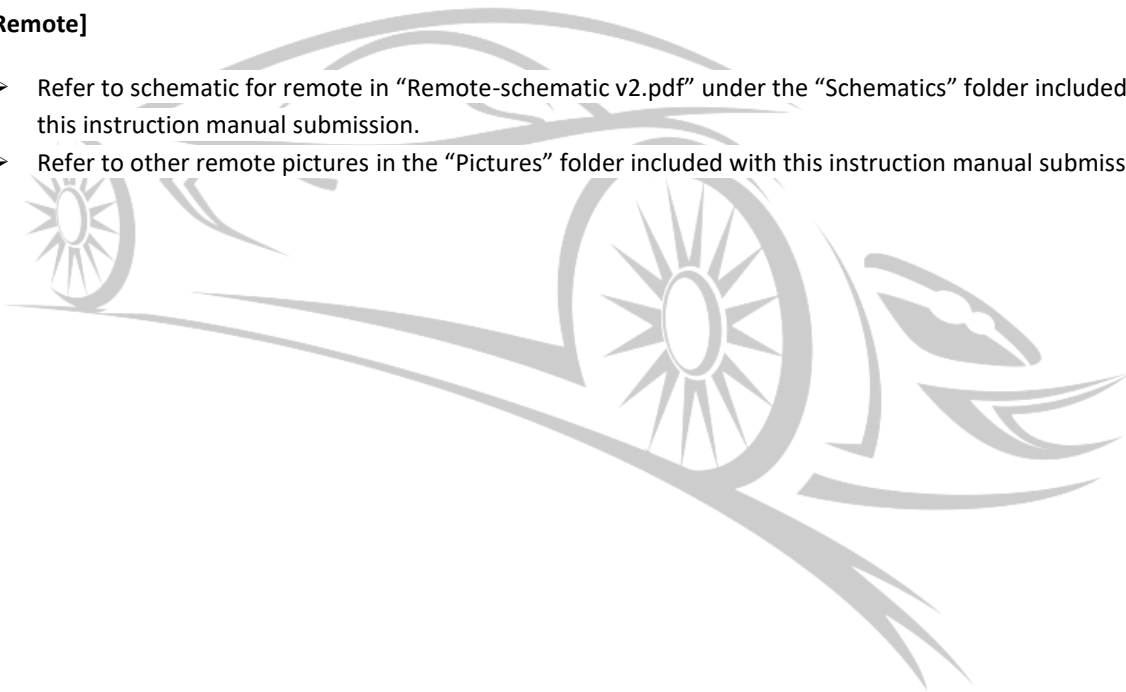 Remote]
➢ Refer to schematic for remote in “Remote-schematic v2.pdf” under the “Schematics” folder included
this instruction manual submission.
➢ Refer to other remote pictures in the “Pictures” folder included with this instruction manual submiss